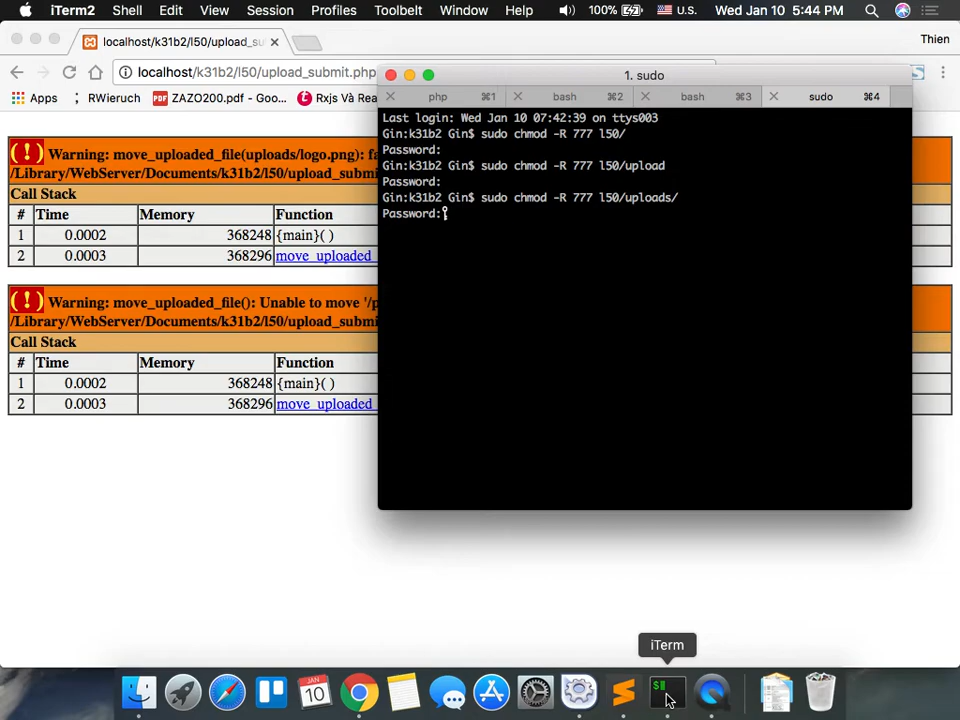 iTerm2 Shell Edit View Session Profiles Toolbelt Window Help 100% U.S. Wed Jan 10 5:44 PM
localhost/k31b2/l50/upload_su
Thien
localhost/k31b2/l50/upload_submit.php
Apps RWieruch ZAZO200.pdf - Goo... Rxjs Và Rea
1. sudo
php ⌘1 bash ⌘2 bash ⌘3 sudo ⌘4
Last login: Wed Jan 10 07:42:39 on ttys003
Gin:k31b2 Gin$ sudo chmod -R 777 l50/
Password:
Gin:k31b2 Gin$ sudo chmod -R 777 l50/upload
Password:
Gin:k31b2 Gin$ sudo chmod -R 777 l50/uploads/
Password:
( ! ) Warning: move_uploaded_file(uploads/logo.png): fa
/Library/WebServer/Documents/k31b2/l50/upload_submi
Call Stack
# Time Memory Function
1 0.0002 368248 {main}( )
2 0.0003 368296 move_uploaded_
( ! ) Warning: move_uploaded_file(): Unable to move '/p
/Library/WebServer/Documents/k31b2/l50/upload_submi
Call Stack
# Time Memory Function
1 0.0002 368248 {main}( )
2 0.0003 368296 move_uploaded_
iTerm
JAN
10